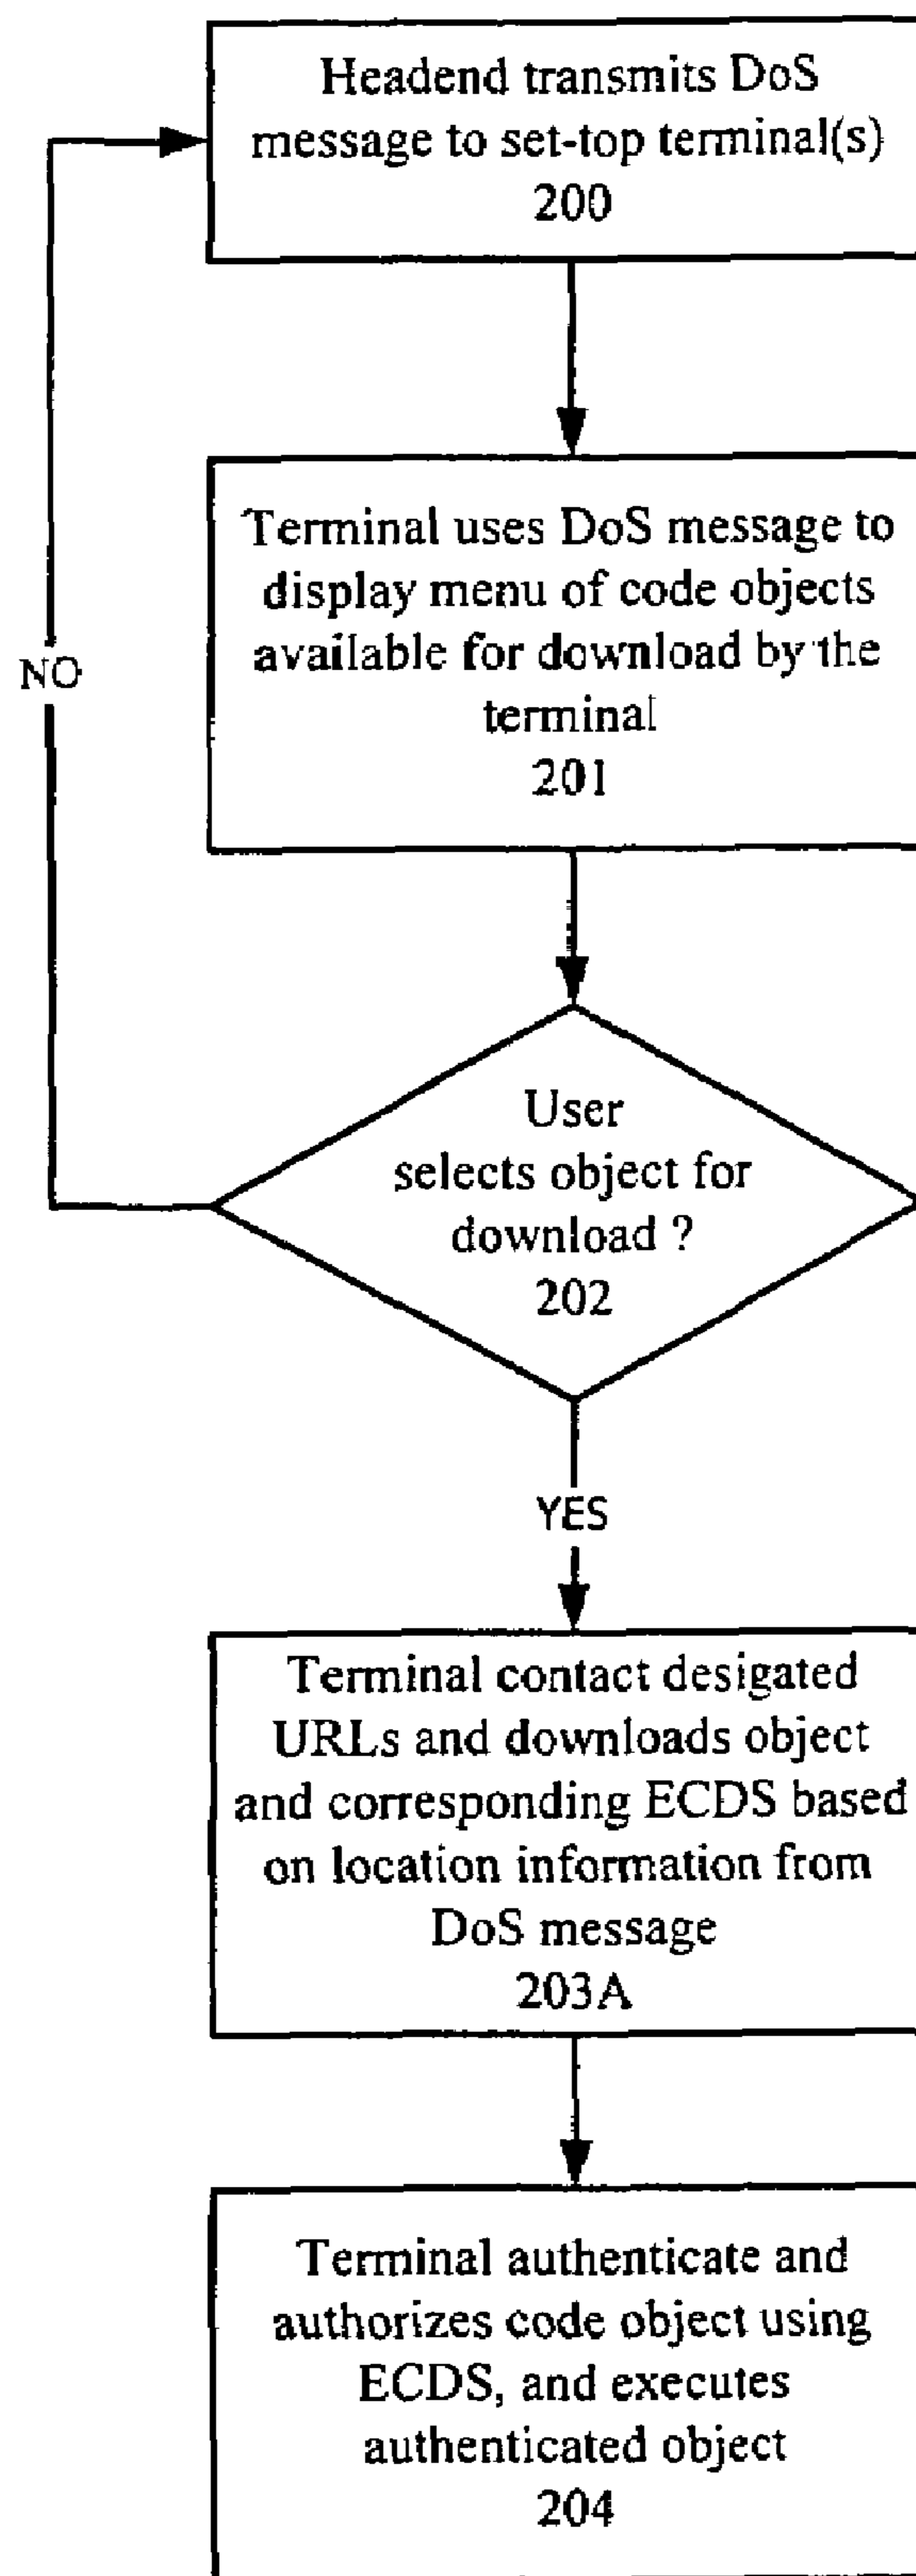 Headend transmits DoS
message to set-top terminal(s)
200
Terminal uses DoS message to
display menu of code objects
available for download by the
terminal
201
NO
User
selects object for
download ?
202
YES
Terminal contact desigated
URLs and downloads object
and corresponding ECDS based
on location information from
DoS message
203A
Terminal authenticate and
authorizes code object using
ECDS, and executes
authenticated object
204